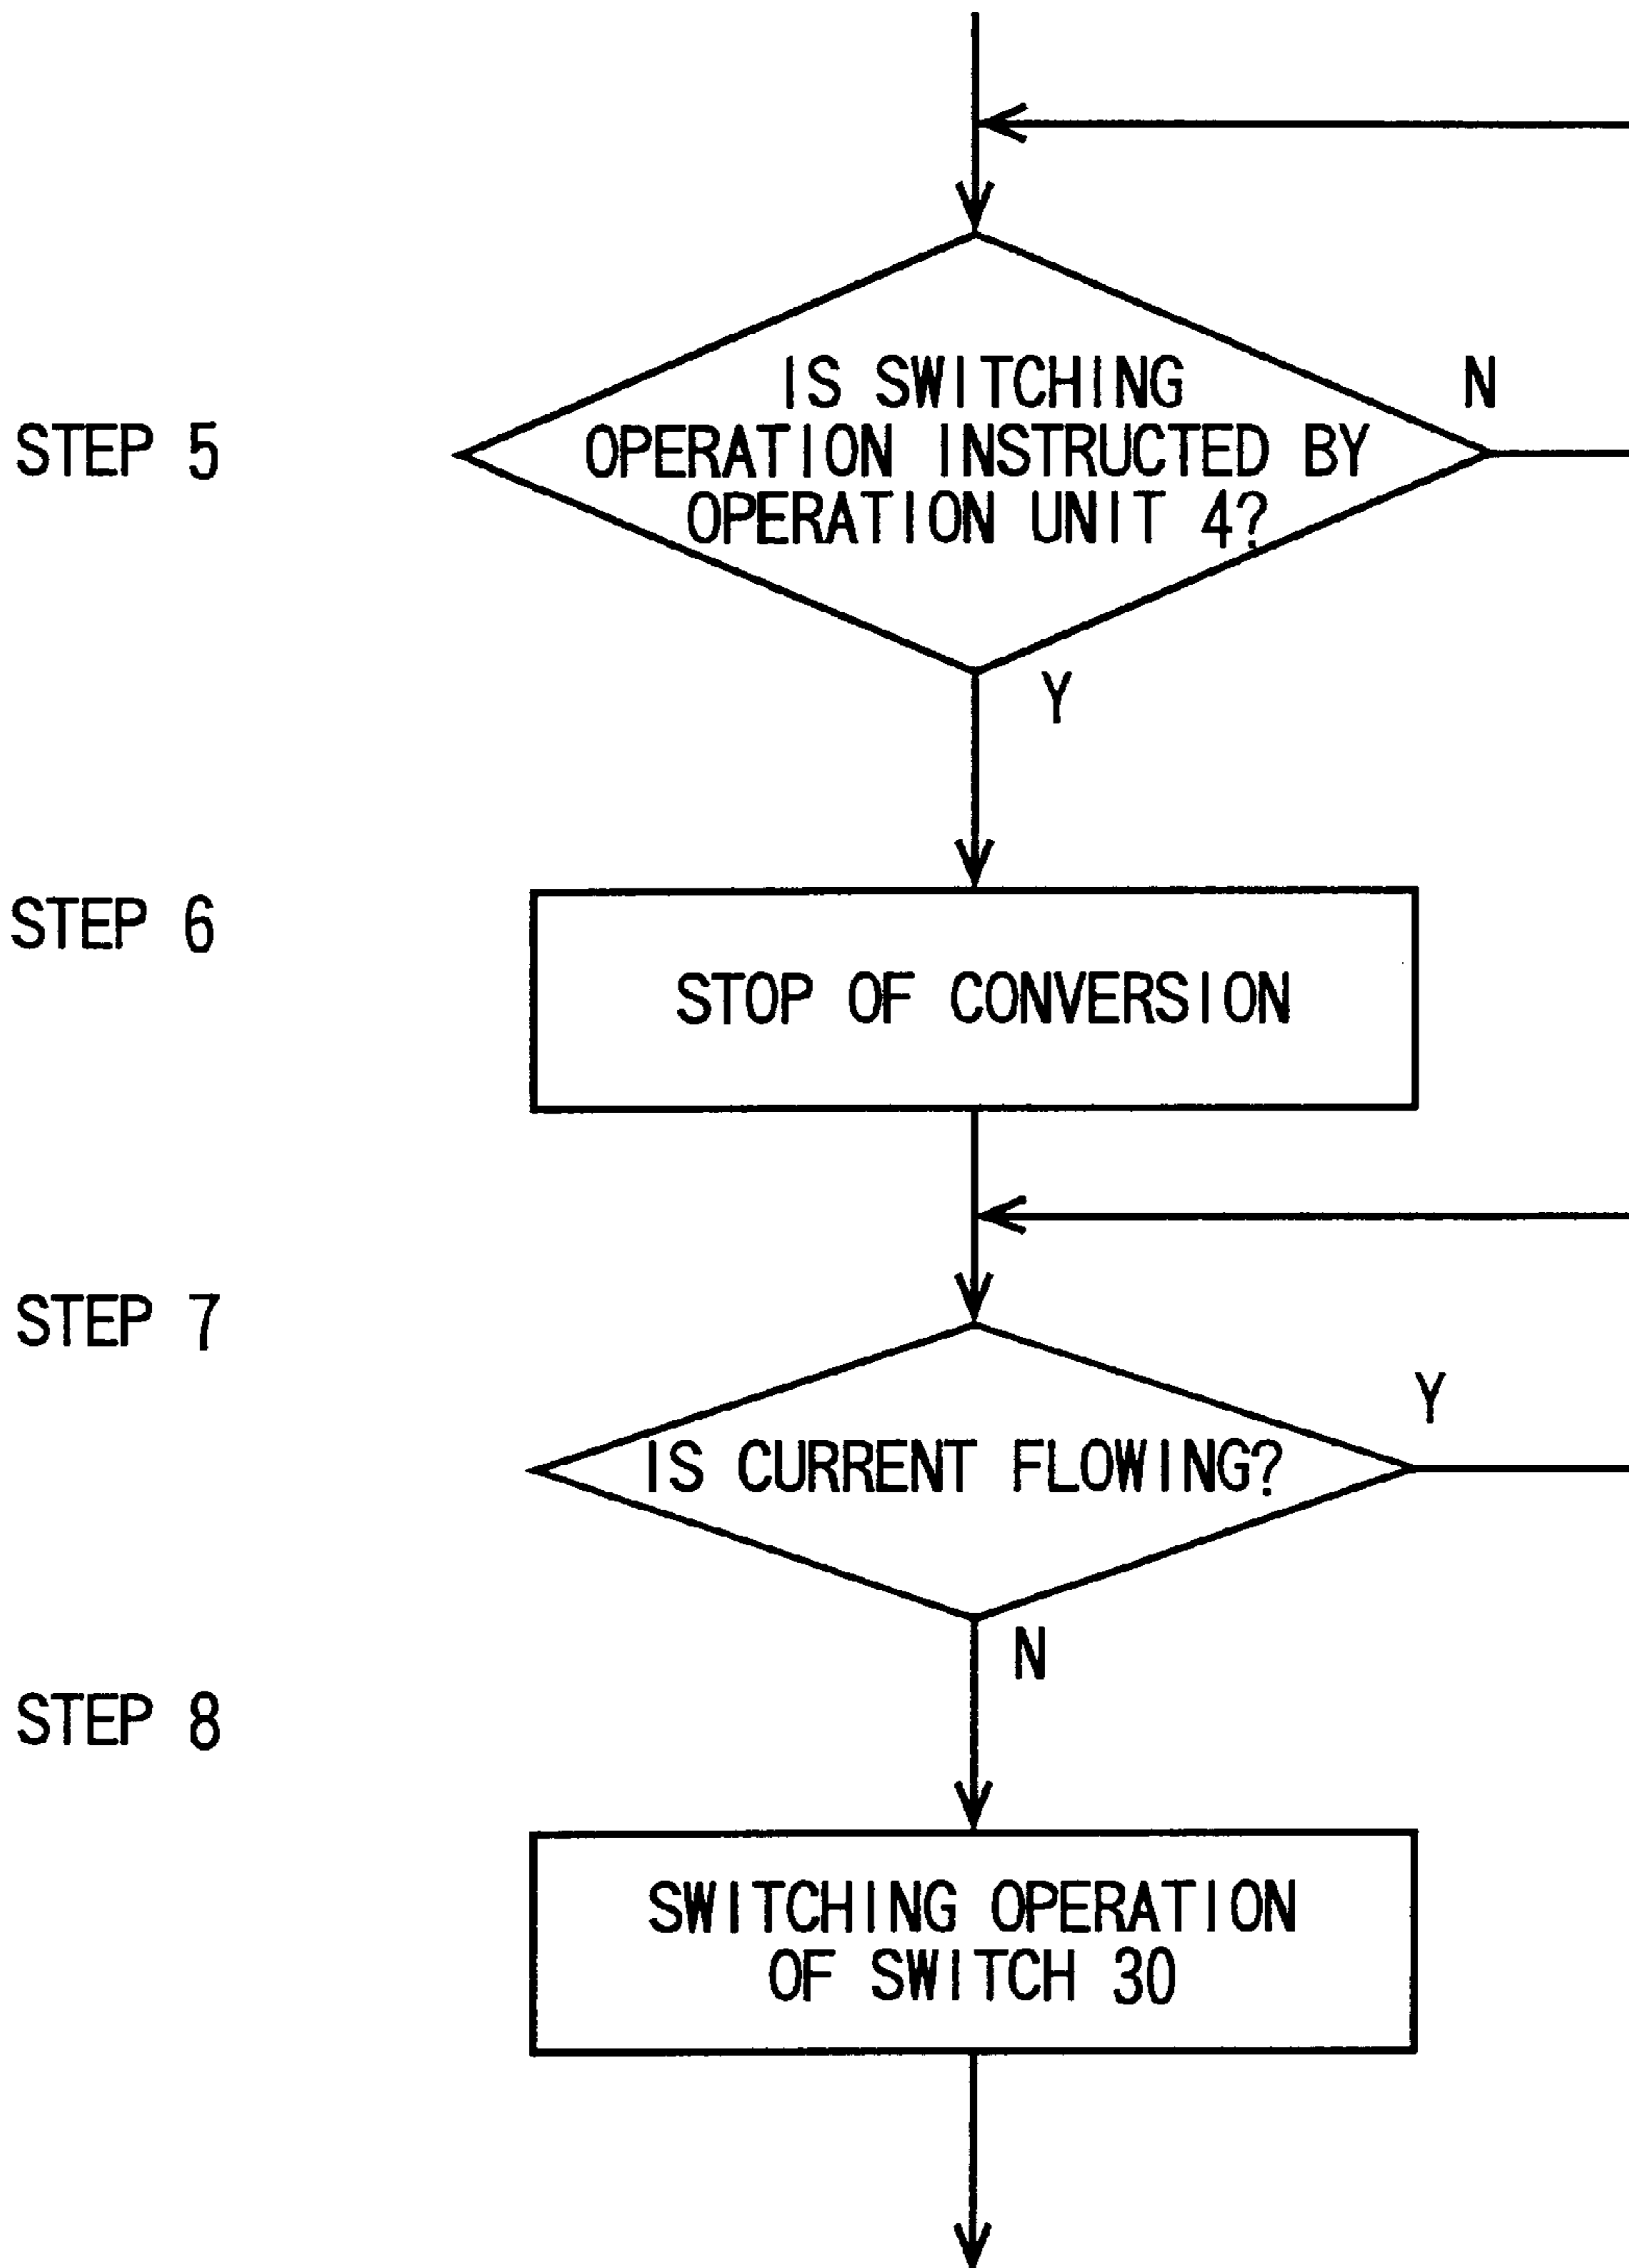 IS SWITCHING
N
STEP 5
OPERATION INSTRUCTED BY
OPERATION UNIT 4?
Y
STEP 6
STOP OF CONVERSION
STEP 7
Y
IS CURRENT FLOWING?
N
STEP 8
SWITCHING OPERATION
OF SWITCH 30